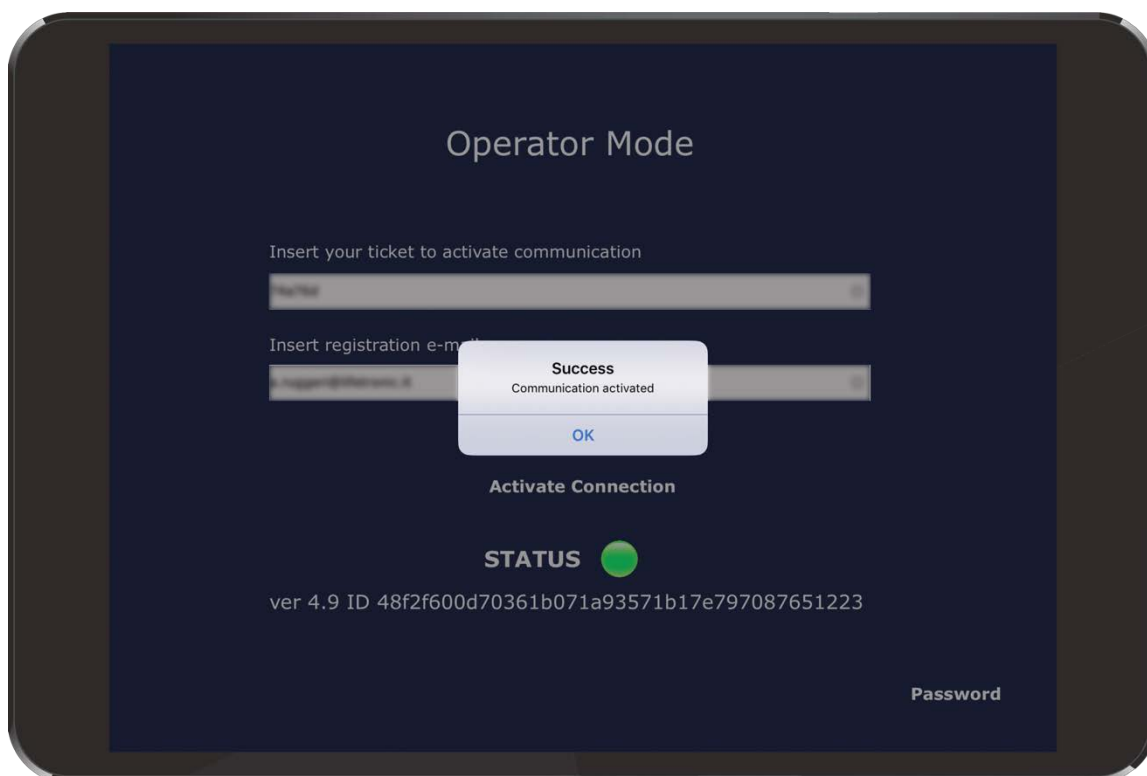 Operator Mode
Insert your ticket to activate communication
Insert registration e-m
Success
Communication activated
OK
Activate Connection
STATUS
ver 4.9 ID 48f2f600d70361b071a93571b17e797087651223
Password